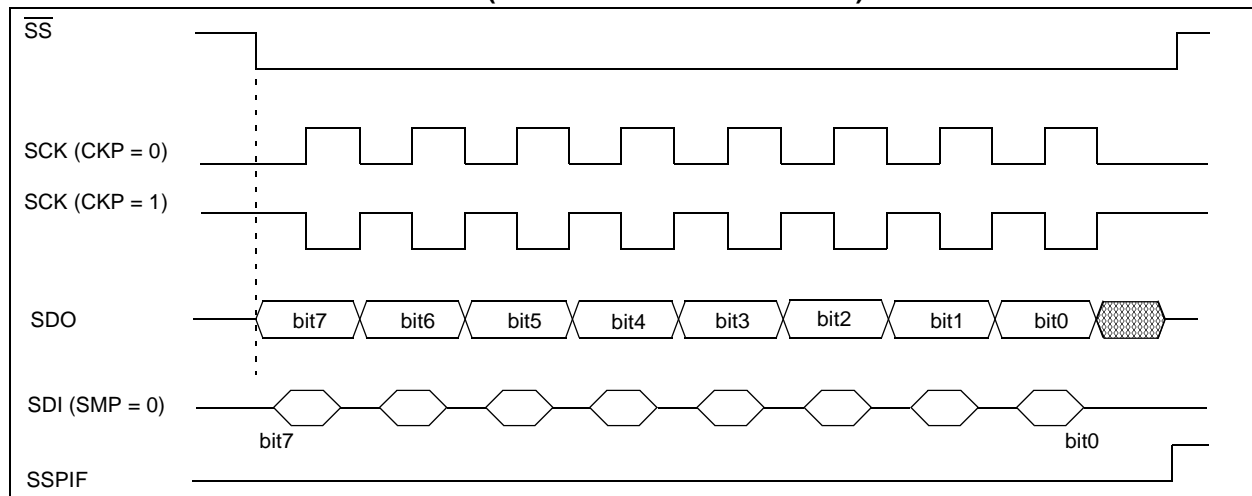 SS
SCK (CKP = 0)
SCK (CKP = 1)
SDO bit7 bit6 bit5 bit4 bit3 bit2 bit1 bit0
SDI (SMP = 0)
bit7 bit0
SSPIF